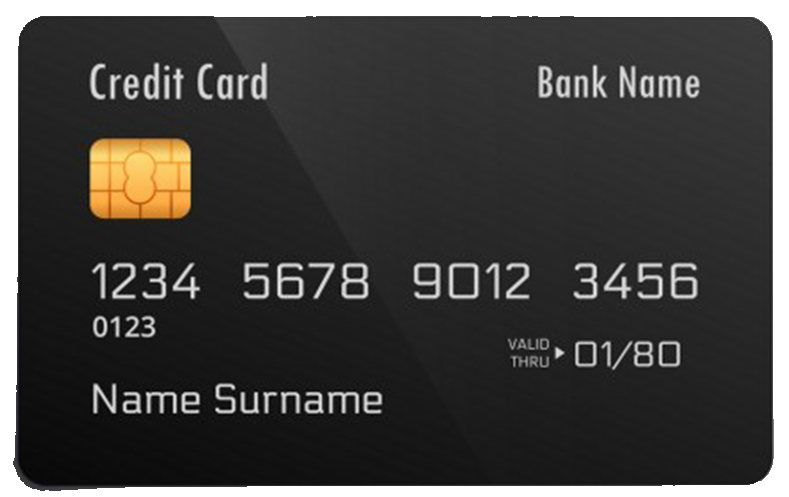 Credit Card Bank Name
1234 5678 9012 3456
0123
VALID THRU 01/80
Name Surname